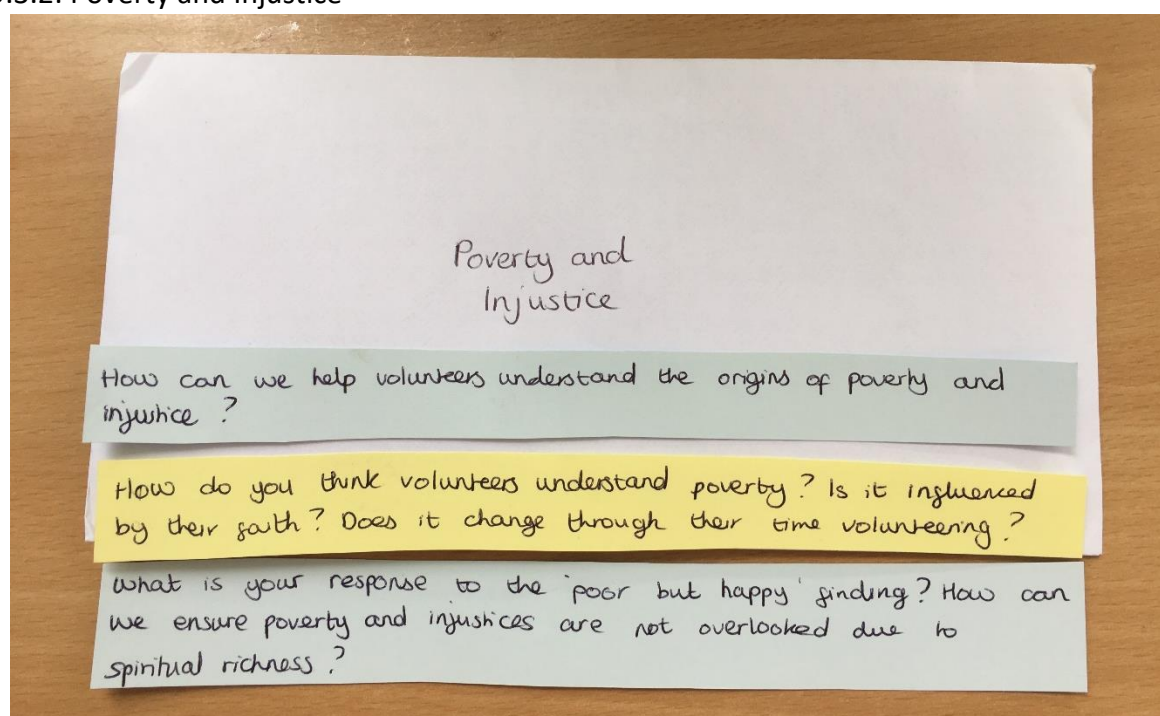 Poverty and Injustice
Poverty and
Injustice
How can we help volunteers understand the origins of poverty and
injustice?
How do you think volunteers understand poverty? Is it influenced
by their faith? Does it change through their time volunteering?
What is your response to the 'poor but happy' finding? How can
we ensure poverty and injustices are not overlooked due to
spiritual richness?